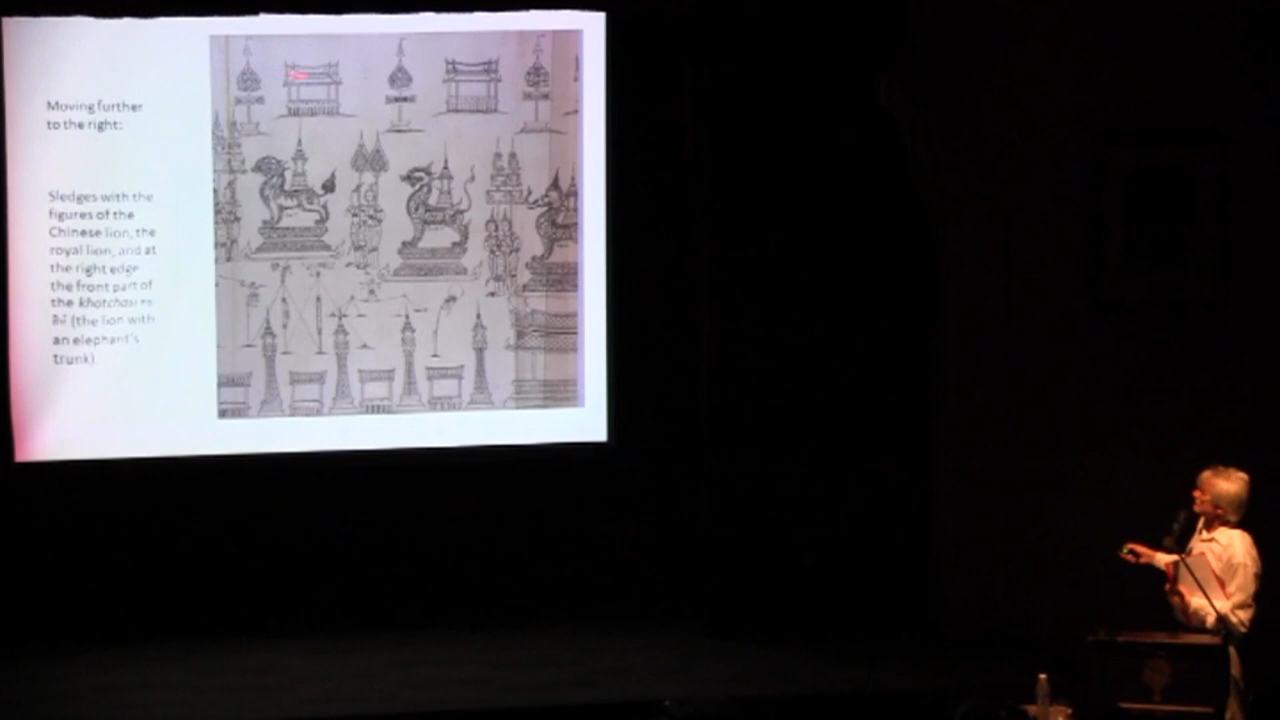 Moving further
to the right:
Sledges with the
figures of the
Chinese lion, the
royal lion, and at
the right edge
the front part of
the khotchasi
(the lion with
an elephant's
trunk)